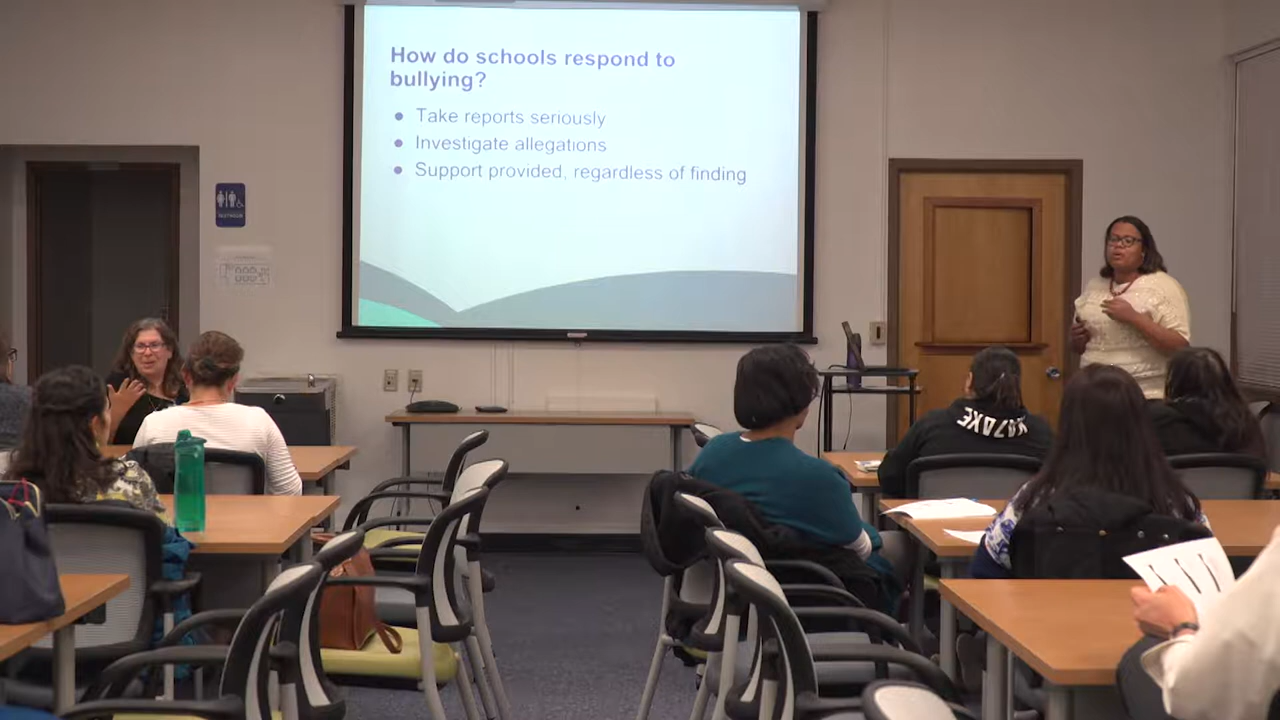 How do schools respond to
bullying?
● Take reports seriously
● Investigate allegations
● Support provided, regardless of finding